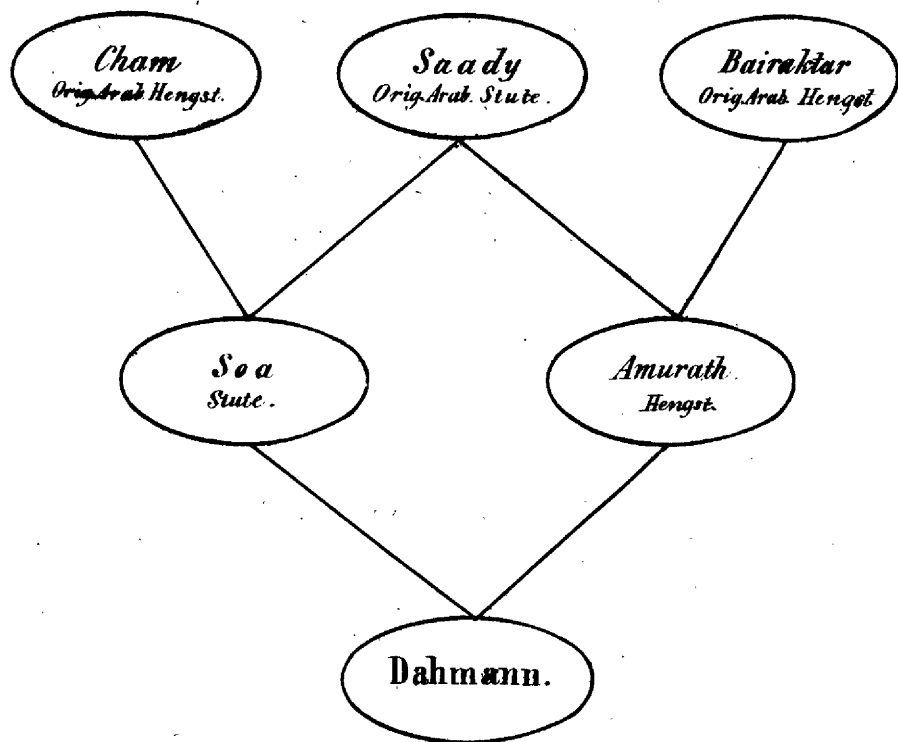 Cham
Orig. Arab Hengst.
Saady
Orig. Arab. Stute.
Bairaktar
Orig. Arab. Hengst
Soa
Stute.
Amurath.
Hengst.
Dahmann.